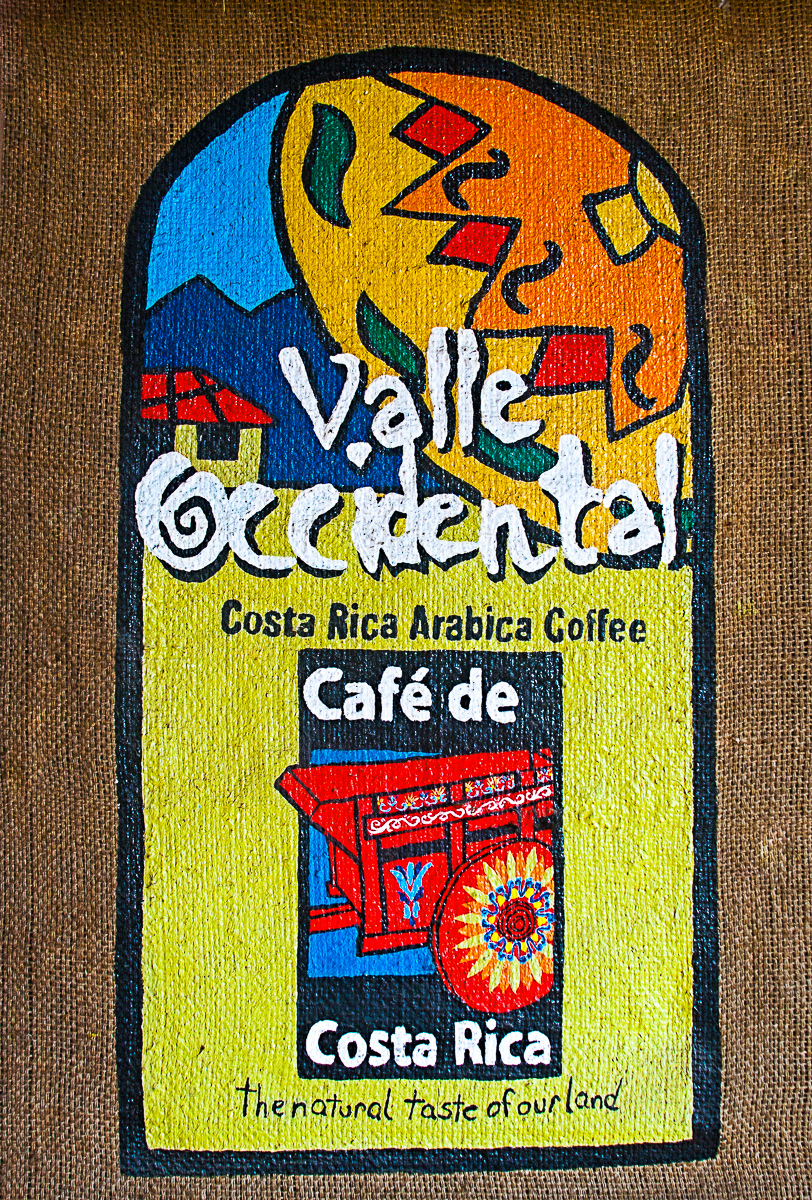 Valle
Occidental
Costa Rica Arabica Coffee
Café de
Costa Rica
The natural taste of our land